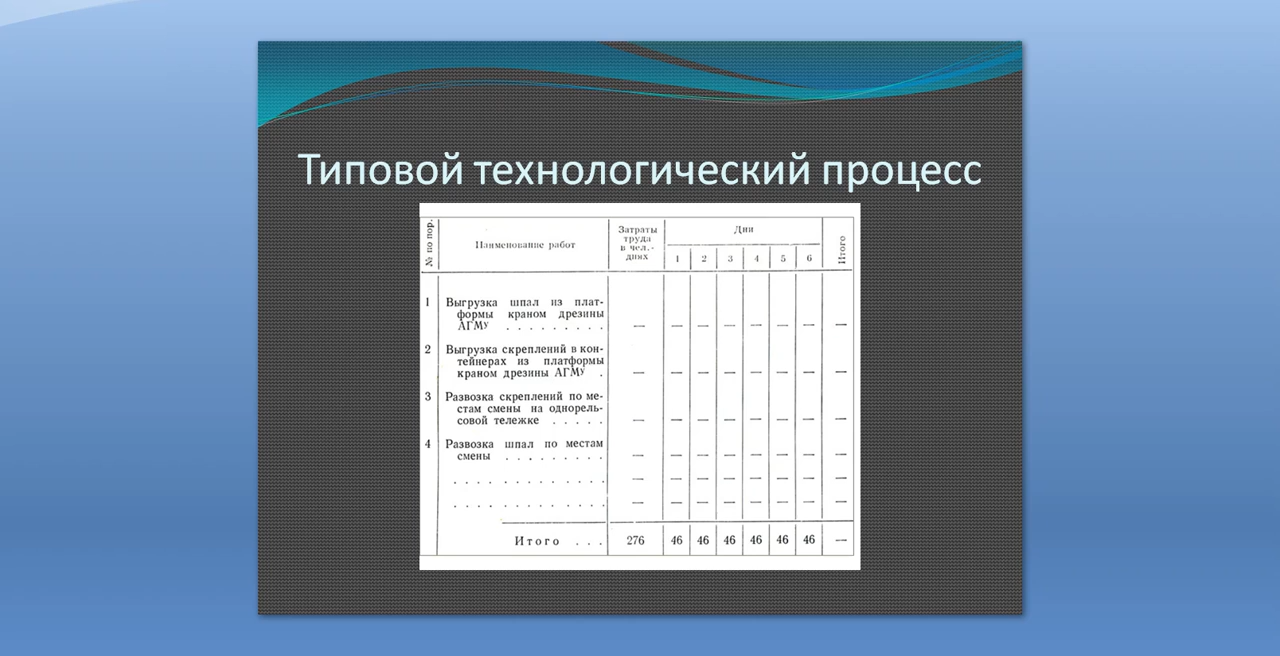 Типовой технологический процесс
№ по пор. Наименование работ Затраты труда в чел.-днях Дни Итого
1 2 3 4 5 6
1 Выгрузка шпал из плат-
формы краном дрезины
АГМУ . . . . . . . . . — — — — — — — —
2 Выгрузка скреплений в кон-
тейнерах из платформы
краном дрезины АГМУ . — — — — — — — —
3 Развозка скреплений по ме-
стам смены на однорель-
совой тележке . . . . . — — — — — — — —
4 Развозка шпал по местам
смены . . . . . . . . . — — — — — — — —
. . . . . . . . . . . . . — — — — — — — —
. . . . . . . . . . . . . — — — — — — — —
Итого . . . 276 46 46 46 46 46 46 —